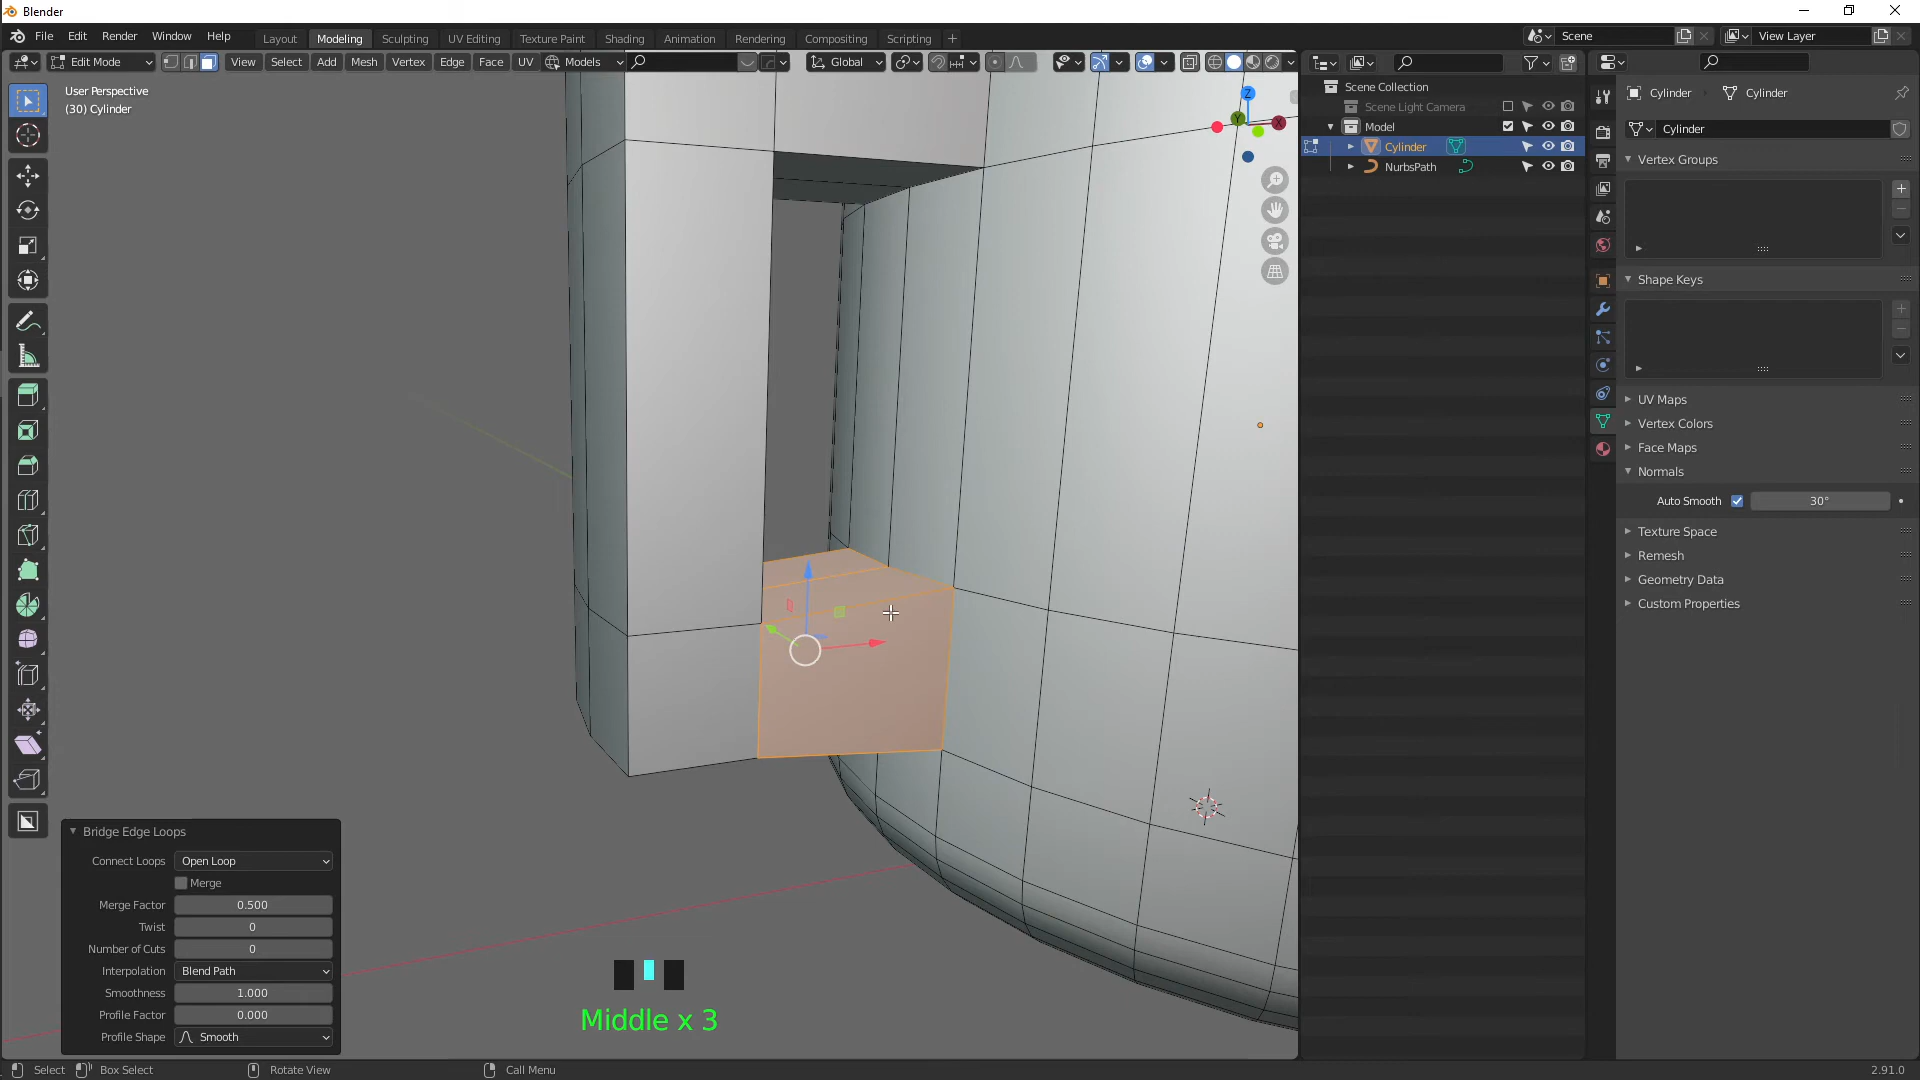 Blender
File Edit Render Window Help Layout Modeling Sculpting UV Editing Texture Paint Shading Animation Rendering Compositing Scripting + Scene View Layer
Edit Mode View Select Add Mesh Vertex Edge Face UV Models Global
User Perspective
(30) Cylinder
Z
Y
X
Scene Collection
Scene Light Camera
Model
Cylinder
NurbsPath
Cylinder Cylinder
Cylinder
Vertex Groups
Shape Keys
UV Maps
Vertex Colors
Face Maps
Normals
Auto Smooth 30°
Texture Space
Remesh
Geometry Data
Custom Properties
Bridge Edge Loops
Connect Loops Open Loop
Merge
Merge Factor 0.500
Twist 0
Number of Cuts 0
Interpolation Blend Path
Smoothness 1.000
Profile Factor 0.000
Profile Shape Smooth
Middle x 3
Select Box Select Rotate View Call Menu 2.91.0